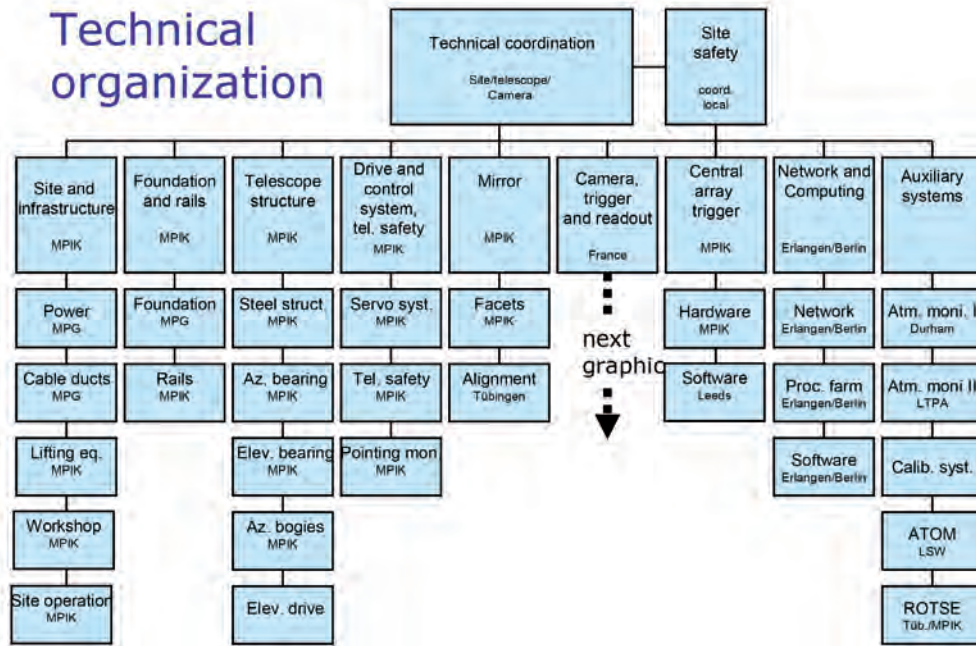 Technical
organization
Technical coordination
Site/telescope/
Camera
Site
safety
coord.
local
Site and
infrastructure
MPIK
Foundation
and rails
MPIK
Telescope
structure
MPIK
Drive and
control
system,
tel. safety
MPIK
Mirror
MPIK
Camera,
trigger
and readout
France
Central
array
trigger
MPIK
Network and
Computing
Erlangen/Berlin
Auxiliary
systems
Power
MPG
Foundation
MPG
Steel struct.
MPIK
Servo syst.
MPIK
Facets
MPIK
next
graphic
Hardware
MPIK
Network
Erlangen/Berlin
Atm. moni. I
Durham
Cable ducts
MPG
Rails
MPIK
Az. bearing
MPIK
Tel. safety
MPIK
Alignment
Tübingen
Software
Leeds
Proc. farm
Erlangen/Berlin
Atm. moni II
LTPA
Lifting eq.
MPIK
Elev. bearing
MPIK
Pointing mon
MPIK
Software
Erlangen/Berlin
Calib. syst.
Workshop
MPIK
Az. bogies
MPIK
ATOM
LSW
Site operation
MPIK
Elev. drive
ROTSE
Tüb./MPIK